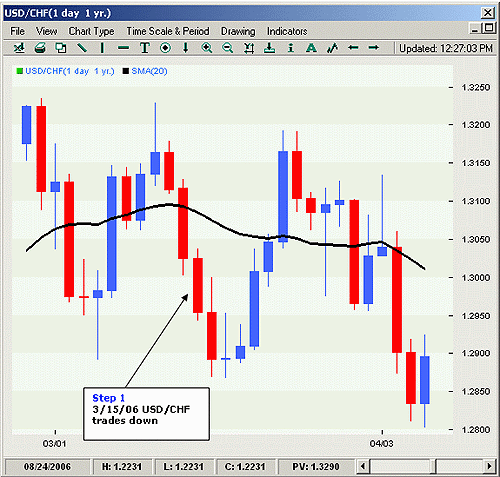 USD/CHF(1 day  1 yr.)
File View Chart Type Time Scale & Period Drawing Indicators
T A PV Updated: 12:27:03 PM
USD/CHF(1 day 1 yr.) SMA(20)
1.3250
1.3200
1.3150
1.3100
1.3050
1.3000
1.2950
1.2900
1.2850
1.2800
Step 1
3/15/06 USD/CHF
trades down
03/01 04/03
08/24/2006 H: 1.2231 L: 1.2231 C: 1.2231 PV: 1.3290